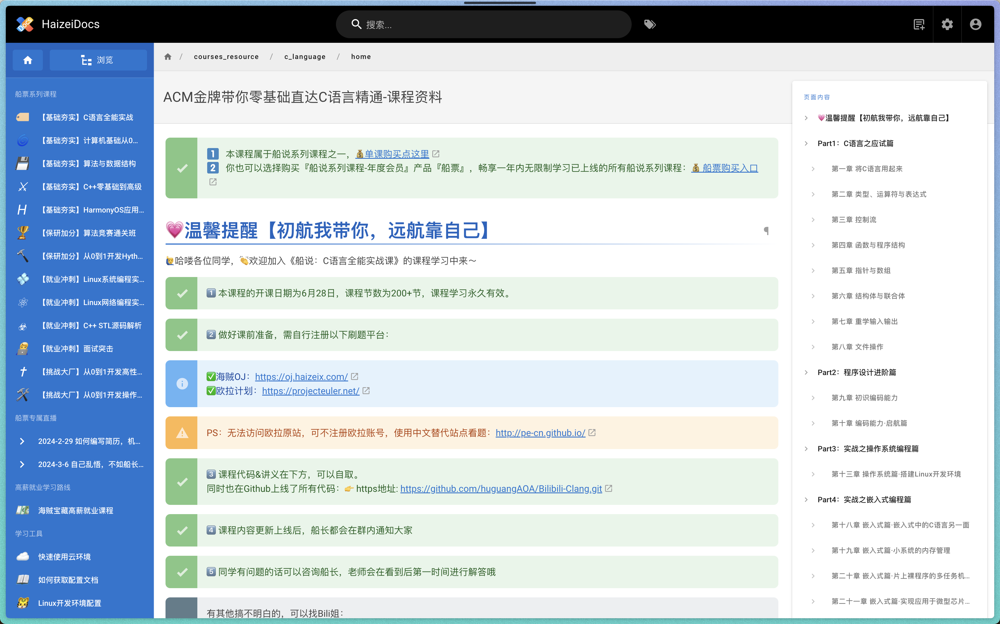 HaizeiDocs
搜索...
浏览
船票系列课程
【基础夯实】C语言全能实战
【基础夯实】计算机基础从0...
【基础夯实】算法与数据结构
【基础夯实】C++零基础到高级
【基础夯实】HarmonyOS应用...
【保研加分】算法竞赛通关班
【保研加分】从0到1开发Hyth...
【就业冲刺】Linux系统编程实...
【就业冲刺】Linux网络编程实...
【就业冲刺】C++ STL源码解析
【就业冲刺】面试突击
【挑战大厂】从0到1开发高性...
【挑战大厂】从0到1开发操作...
船票专属直播
2024-2-29 如何编写简历，机...
2024-3-6 自己乱悟，不如船长...
高薪就业学习路线
海贼宝藏高薪就业课程
学习工具
快速使用云环境
如何获取配置文档
Linux开发环境配置
/ courses_resource / c_language / home
ACM金牌带你零基础直达C语言精通-课程资料
1 本课程属于船说系列课程之一，💰单课购买点这里
2 你也可以选择购买『船说系列课程-年度会员』产品『船票』，畅享一年内无限制学习已上线的所有船说系列课程：💰 船票购买入口
💗温馨提醒【初航我带你，远航靠自己】
¶
🙋哈喽各位同学，👏欢迎加入《船说：C语言全能实战课》的课程学习中来～
1 本课程的开课日期为6月28日，课程节数为200+节，课程学习永久有效。
2 做好课前准备，需自行注册以下刷题平台：
✅海贼OJ：https://oj.haizeix.com/
✅欧拉计划：https://projecteuler.net/
PS：无法访问欧拉原站，可不注册欧拉账号，使用中文替代站点看题：http://pe-cn.github.io/
3 课程代码&讲义在下方，可以自取。
同时也在Github上线了所有代码：👉 https地址: https://github.com/huguangAOA/Bilibili-Clang.git
4 课程内容更新上线后，船长都会在群内通知大家
5 同学有问题的话可以咨询船长，老师会在看到后第一时间进行解答哦
有其他搞不明白的，可以找Bili姐：
页面内容
💗温馨提醒【初航我带你，远航靠自己】
Part1：C语言之应试篇
第一章 将C语言用起来
第二章 类型、运算符与表达式
第三章 控制流
第四章 函数与程序结构
第五章 指针与数组
第六章 结构体与联合体
第七章 重学输入输出
第八章 文件操作
Part2：程序设计进阶篇
第九章 初识编码能力
第十章 编码能力·启航篇
Part3：实战之操作系统编程篇
第十三章 操作系统篇·搭建Linux开发环境
Part4：实战之嵌入式编程篇
第十八章 嵌入式篇·嵌入式中的C语言另一面
第十九章 嵌入式篇·小系统的内存管理
第二十章 嵌入式篇·片上裸程序的多任务机...
第二十一章 嵌入式篇·实现应用于微型芯片...